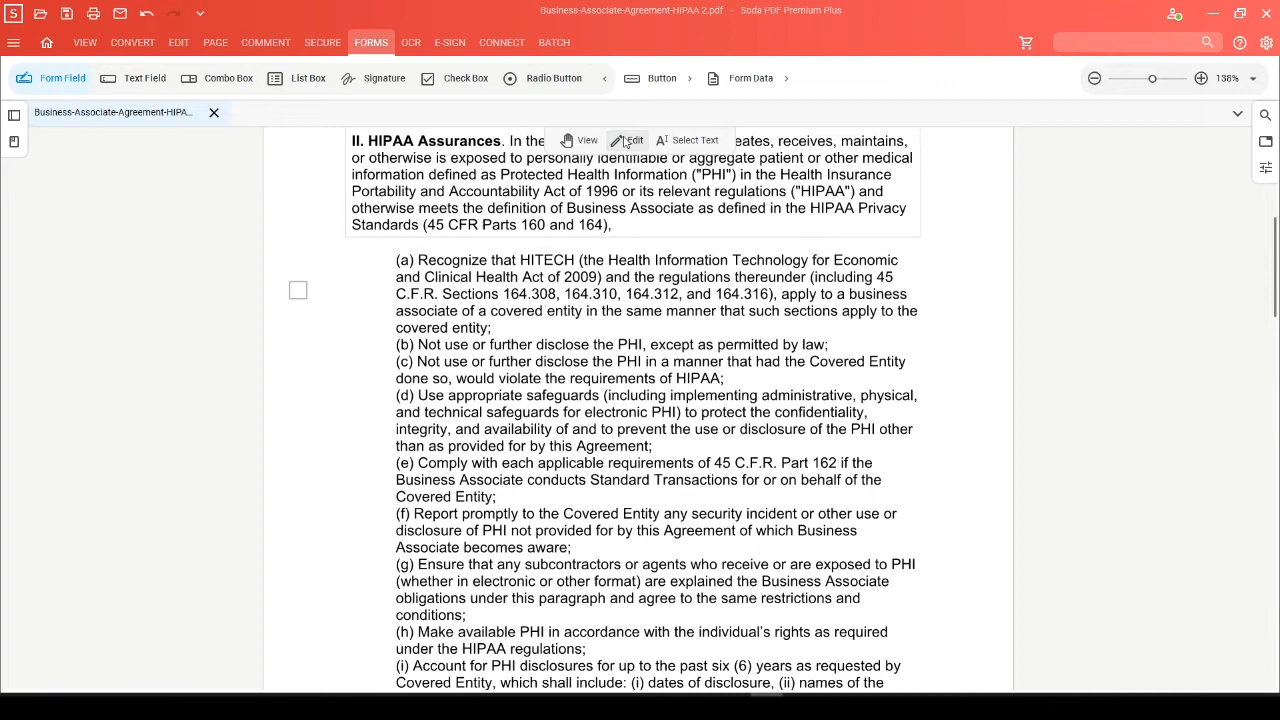 S
Business-Associate-Agreement-HIPAA 2.pdf - Soda PDF Premium Plus
VIEW CONVERT EDIT PAGE COMMENT SECURE FORMS OCR E-SIGN CONNECT BATCH
Form Field Text Field Combo Box List Box Signature Check Box Radio Button Button Form Data 138%
Business-Associate-Agreement-HIPA...
View Edit Select Text
II. HIPAA Assurances. In the eates, receives, maintains,
or otherwise is exposed to personally identifiable or aggregate patient or other medical
information defined as Protected Health Information ("PHI") in the Health Insurance
Portability and Accountability Act of 1996 or its relevant regulations ("HIPAA") and
otherwise meets the definition of Business Associate as defined in the HIPAA Privacy
Standards (45 CFR Parts 160 and 164),
(a) Recognize that HITECH (the Health Information Technology for Economic
and Clinical Health Act of 2009) and the regulations thereunder (including 45
C.F.R. Sections 164.308, 164.310, 164.312, and 164.316), apply to a business
associate of a covered entity in the same manner that such sections apply to the
covered entity;
(b) Not use or further disclose the PHI, except as permitted by law;
(c) Not use or further disclose the PHI in a manner that had the Covered Entity
done so, would violate the requirements of HIPAA;
(d) Use appropriate safeguards (including implementing administrative, physical,
and technical safeguards for electronic PHI) to protect the confidentiality,
integrity, and availability of and to prevent the use or disclosure of the PHI other
than as provided for by this Agreement;
(e) Comply with each applicable requirements of 45 C.F.R. Part 162 if the
Business Associate conducts Standard Transactions for or on behalf of the
Covered Entity;
(f) Report promptly to the Covered Entity any security incident or other use or
disclosure of PHI not provided for by this Agreement of which Business
Associate becomes aware;
(g) Ensure that any subcontractors or agents who receive or are exposed to PHI
(whether in electronic or other format) are explained the Business Associate
obligations under this paragraph and agree to the same restrictions and
conditions;
(h) Make available PHI in accordance with the individual's rights as required
under the HIPAA regulations;
(i) Account for PHI disclosures for up to the past six (6) years as requested by
Covered Entity, which shall include: (i) dates of disclosure, (ii) names of the